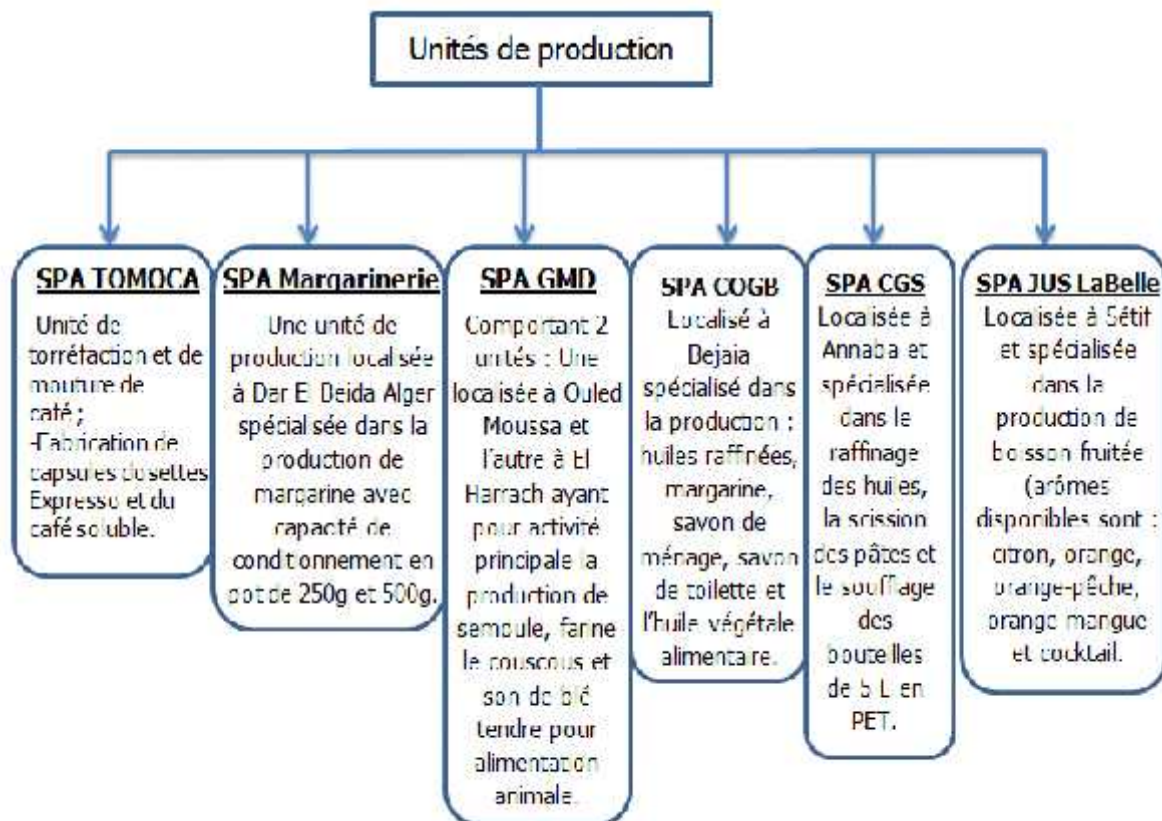 Unités de production
SPA TOMOCA
-Unité de
torréfaction et de
mouture de
café ;
-Fabrication de
capsules dosettes
Expresso et du
café soluble.
SPA Margarinerie
Une unité de
production localisée
à Dar El Beida Alger
spécialisée dans la
production de
margarine avec
capacité de
conditionnement en
pot de 250g et 500g.
SPA GMD
Comportant 2
unités : Une
localisée à Ouled
Moussa et
l'autre à El
Harrach ayant
pour activité
principale la
production de
semoule, farine
le couscous et
son de blé
tendre pour
alimentation
animale.
SPA COGB
Localisé à
Bejaia
spécialisé dans
la production :
huiles raffinées,
margarine,
savon de
ménage, savon
de toilette et
l'huile végétale
alimentaire.
SPA CGS
Localisée à
Annaba et
spécialisée
dans le
raffinage
des huiles,
la scission
des pâtes et
le soufflage
des
bouteilles
de 5 L en
PET.
SPA JUS LaBelle
Localisée à Sétif
et spécialisée
dans la
production de
boisson fruitée
(arômes
disponibles sont :
citron, orange,
orange-pêche,
orange mangue
et cocktail.